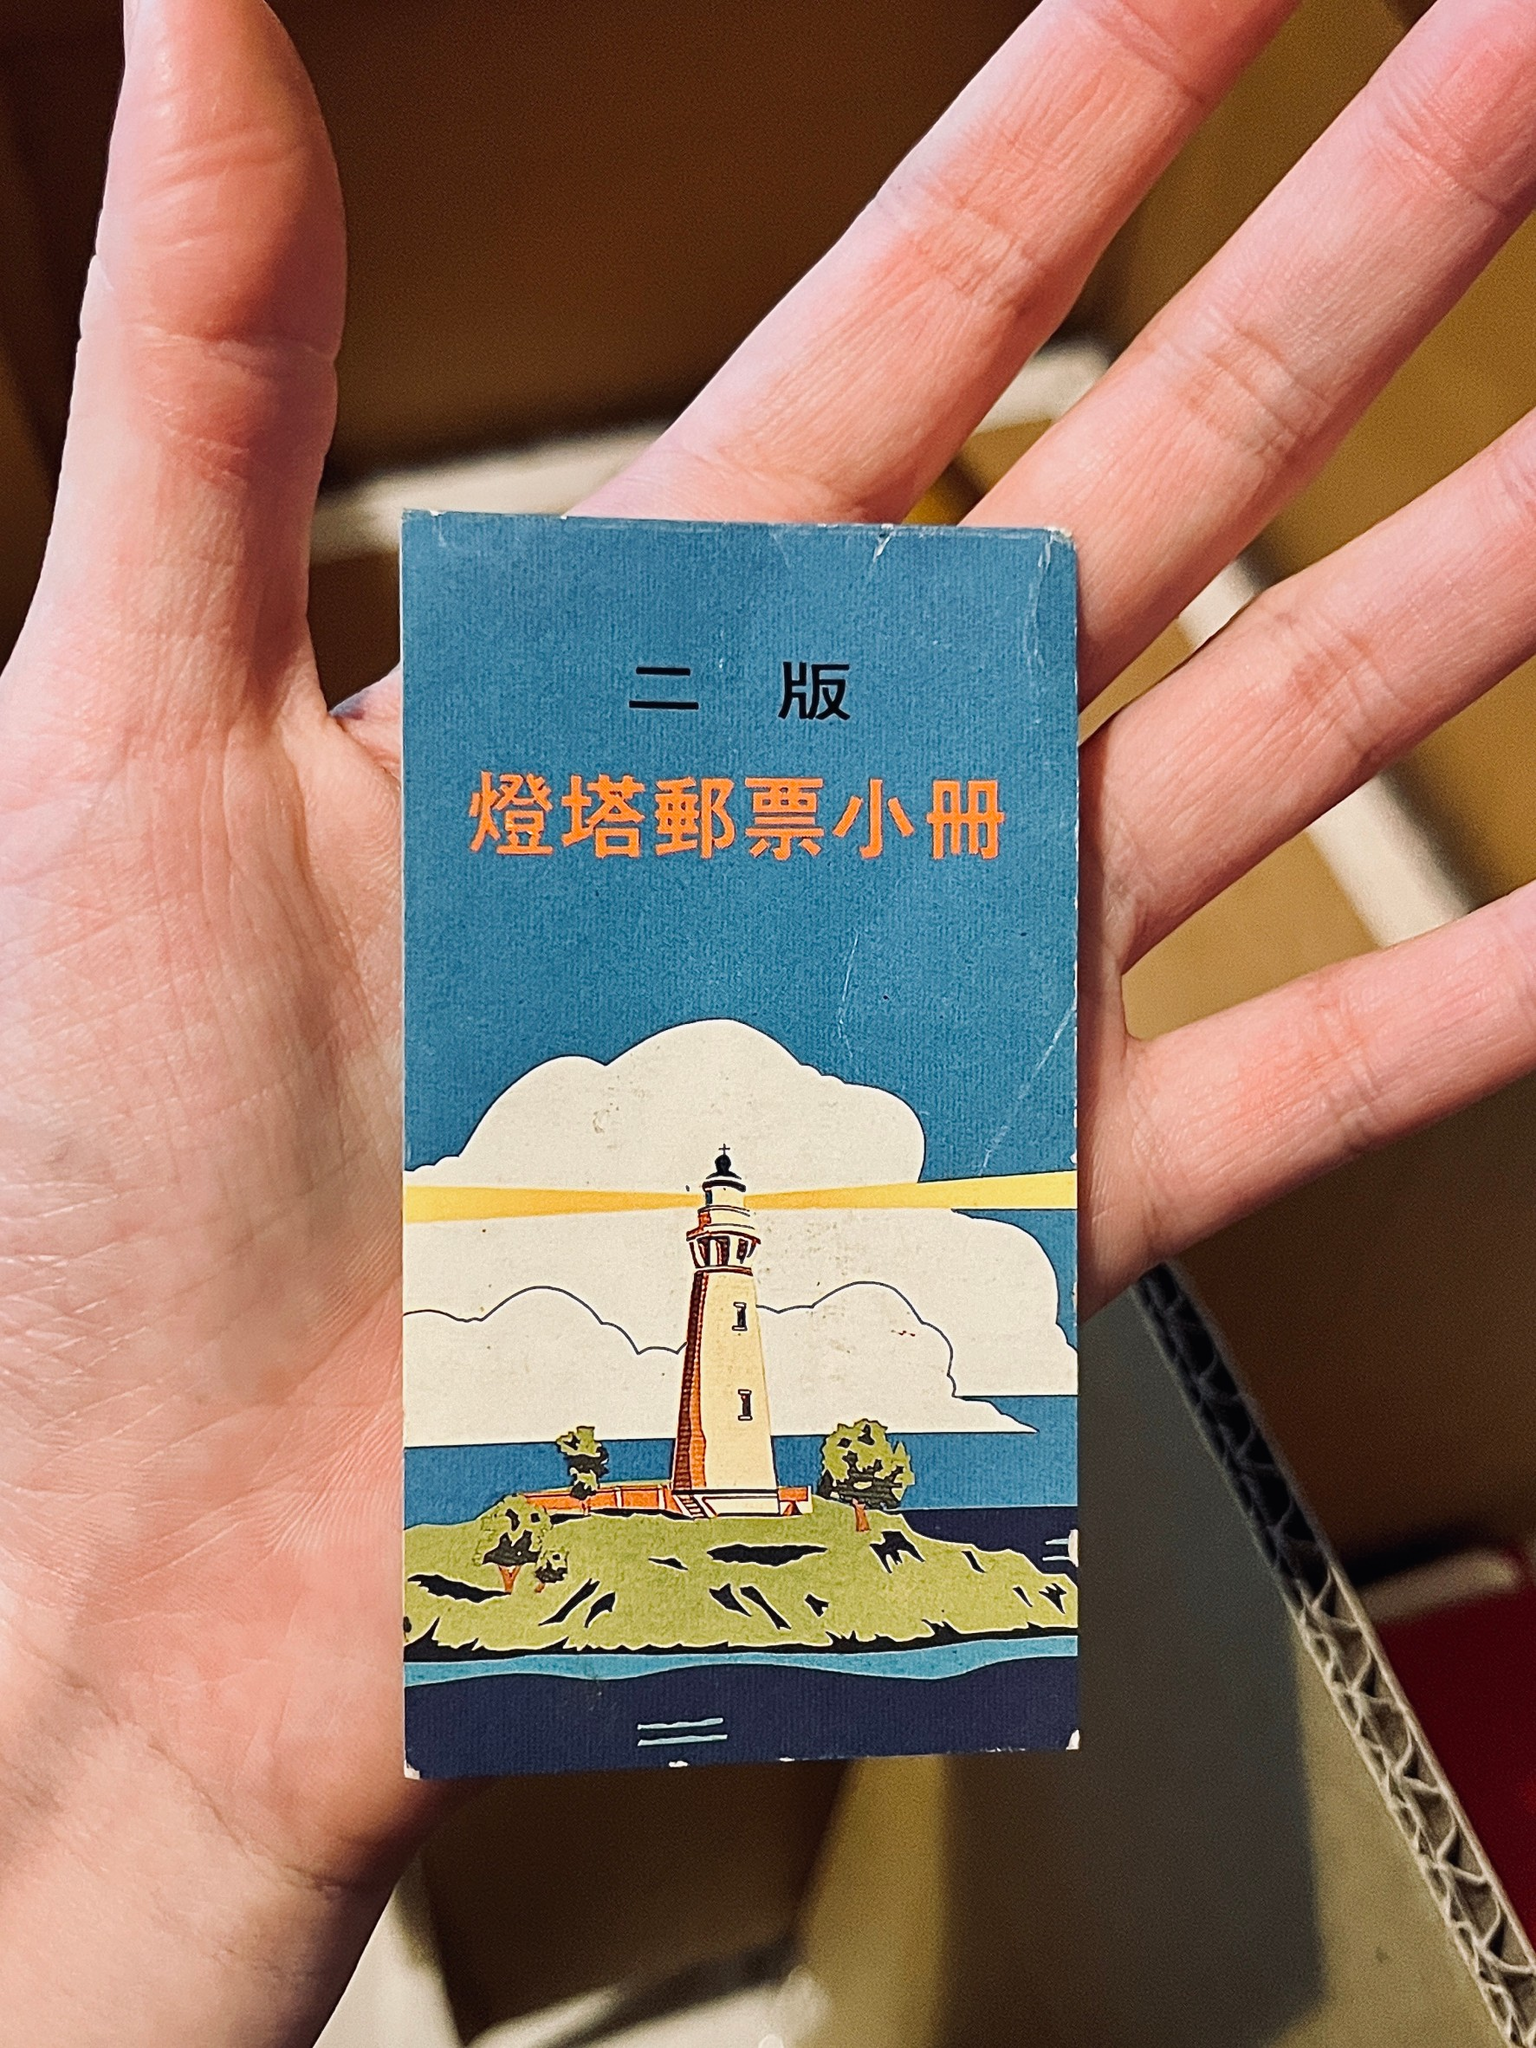 二 版
燈塔郵票小冊